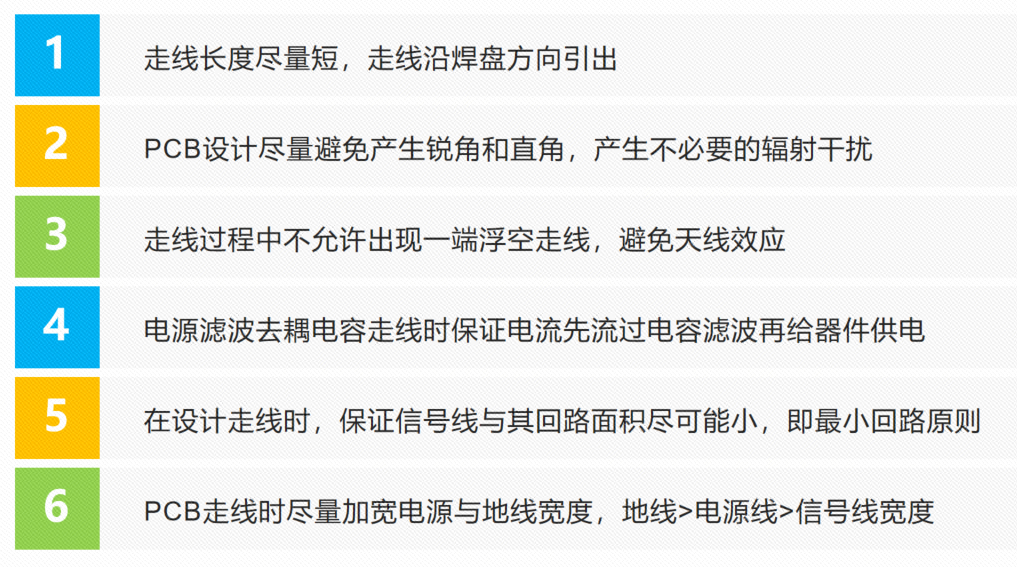 1
走线长度尽量短，走线沿焊盘方向引出
2
PCB设计尽量避免产生锐角和直角，产生不必要的辐射干扰
3
走线过程中不允许出现一端浮空走线，避免天线效应
4
电源滤波去耦电容走线时保证电流先流过电容滤波再给器件供电
5
在设计走线时，保证信号线与其回路面积尽可能小，即最小回路原则
6
PCB走线时尽量加宽电源与地线宽度，地线>电源线>信号线宽度